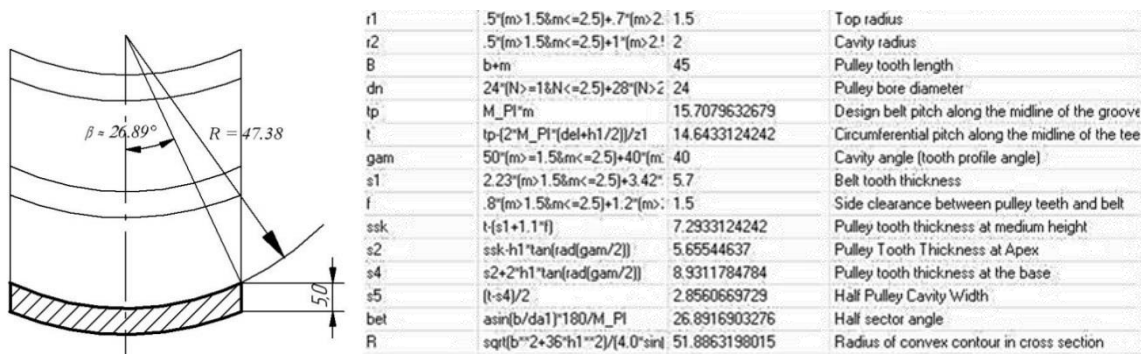 β ≈ 26.89°
R = 47.38
5,0
r1 .5*(m>1.5&m<=2.5)+.7*(m>2. 1.5 Top radius
r2 .5*(m>1.5&m<=2.5)+1*(m>2.! 2 Cavity radius
B b+m 45 Pulley tooth length
dn 24*(N>=1&N<=2.5)+28*(N>2 24 Pulley bore diameter
tp M_PI*m 15.7079632679 Design belt pitch along the midline of the groove
t tp-(2*M_PI*(del+h1/2))/z1 14.6433124242 Circumferential pitch along the midline of the tee
gam 50*(m>=1.5&m<=2.5)+40*(m: 40 Cavity angle (tooth profile angle)
s1 2.23*(m>1.5&m<=2.5)+3.42* 5.7 Belt tooth thickness
f .8*(m>1.5&m<=2.5)+1.2*(m>: 1.5 Side clearance between pulley teeth and belt
ssk t-(s1+1.1*f) 7.2933124242 Pulley tooth thickness at medium height
s2 ssk-h1*tan(rad(gam/2)) 5.65544637 Pulley Tooth Thickness at Apex
s4 s2+2*h1*tan(rad(gam/2)) 8.9311784784 Pulley tooth thickness at the base
s5 (t-s4)/2 2.8560669729 Half Pulley Cavity Width
bet asin(b/da1)*180/M_PI 26.8916903276 Half sector angle
R sqrt(b**2+36*h1**2)/(4.0*sin( 51.8863198015 Radius of convex contour in cross section